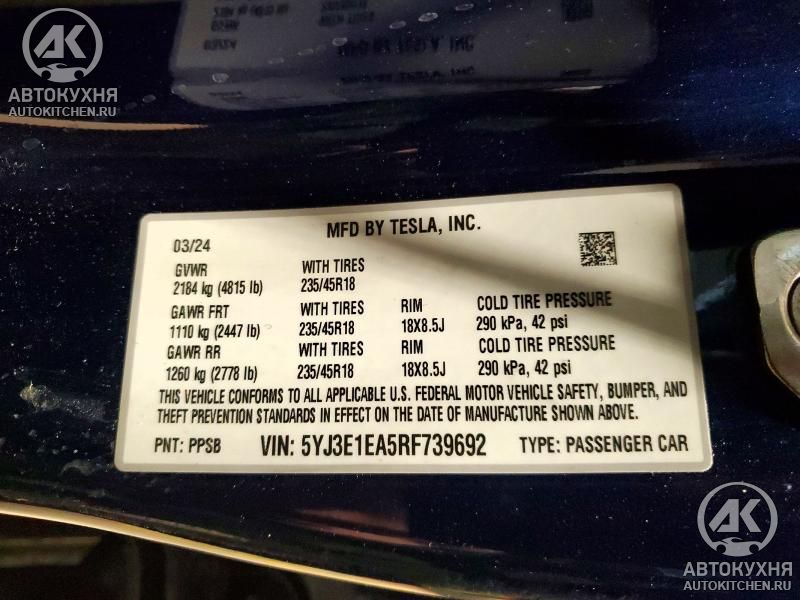 AK
АВТОКУХНЯ
AUTOKITCHEN.RU
MFD BY TESLA, INC.
03/24
GVWR WITH TIRES
2184 kg (4815 lb) 235/45R18
GAWR FRT WITH TIRES RIM COLD TIRE PRESSURE
1110 kg (2447 lb) 235/45R18 18X8.5J 290 kPa, 42 psi
GAWR RR WITH TIRES RIM COLD TIRE PRESSURE
1260 kg (2778 lb) 235/45R18 18X8.5J 290 kPa, 42 psi
THIS VEHICLE CONFORMS TO ALL APPLICABLE U.S. FEDERAL MOTOR VEHICLE SAFETY, BUMPER, AND
THEFT PREVENTION STANDARDS IN EFFECT ON THE DATE OF MANUFACTURE SHOWN ABOVE.
PNT: PPSB VIN: 5YJ3E1EA5RF739692 TYPE: PASSENGER CAR
AK
АВТОКУХНЯ
AUTOKITCHEN.RU